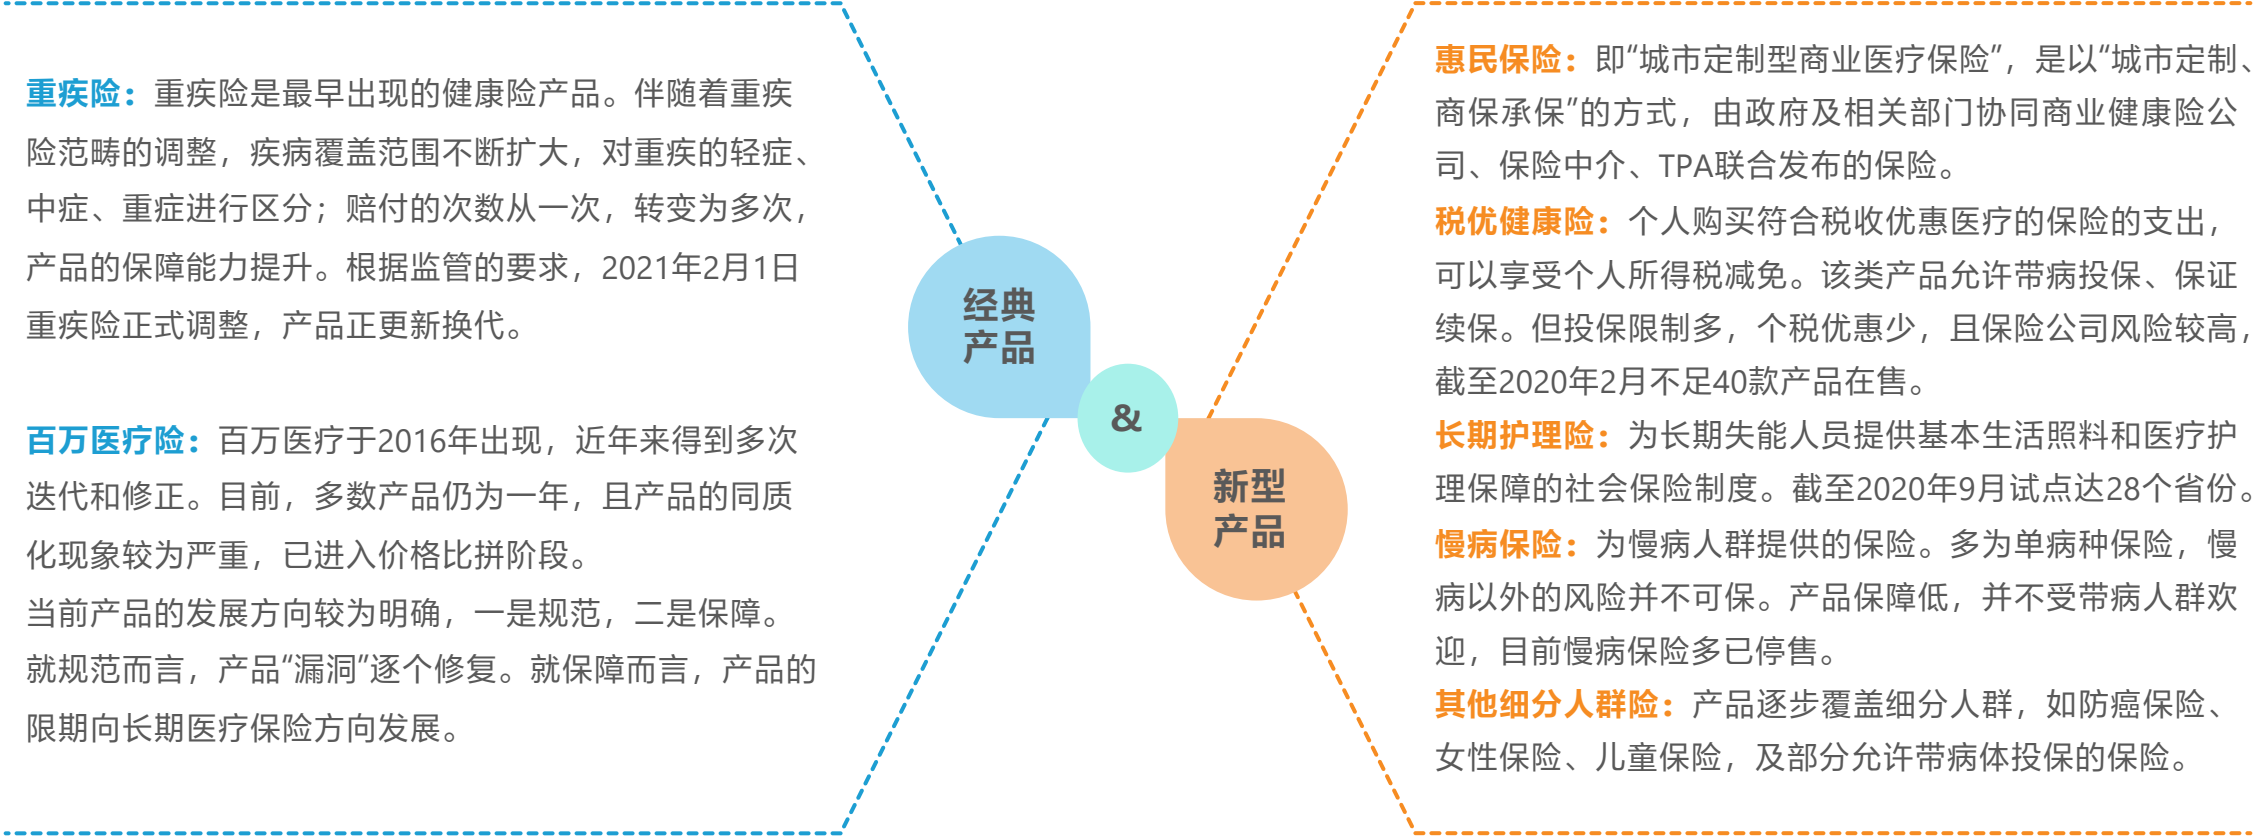 重疾险：重疾险是最早出现的健康险产品。伴随着重疾
险范畴的调整，疾病覆盖范围不断扩大，对重疾的轻症、
中症、重症进行区分；赔付的次数从一次，转变为多次，
产品的保障能力提升。根据监管的要求，2021年2月1日
重疾险正式调整，产品正更新换代。
百万医疗险：百万医疗于2016年出现，近年来得到多次
迭代和修正。目前，多数产品仍为一年，且产品的同质
化现象较为严重，已进入价格比拼阶段。
当前产品的发展方向较为明确，一是规范，二是保障。
就规范而言，产品“漏洞”逐个修复。就保障而言，产品的
限期向长期医疗保险方向发展。
经典
产品
&
新型
产品
惠民保险：即“城市定制型商业医疗保险”，是以“城市定制、
商保承保”的方式，由政府及相关部门协同商业健康险公
司、保险中介、TPA联合发布的保险。
税优健康险：个人购买符合税收优惠医疗的保险的支出，
可以享受个人所得税减免。该类产品允许带病投保、保证
续保。但投保限制多，个税优惠少，且保险公司风险较高，
截至2020年2月不足40款产品在售。
长期护理险：为长期失能人员提供基本生活照料和医疗护
理保障的社会保险制度。截至2020年9月试点达28个省份。
慢病保险：为慢病人群提供的保险。多为单病种保险，慢
病以外的风险并不可保。产品保障低，并不受带病人群欢
迎，目前慢病保险多已停售。
其他细分人群险：产品逐步覆盖细分人群，如防癌保险、
女性保险、儿童保险，及部分允许带病体投保的保险。